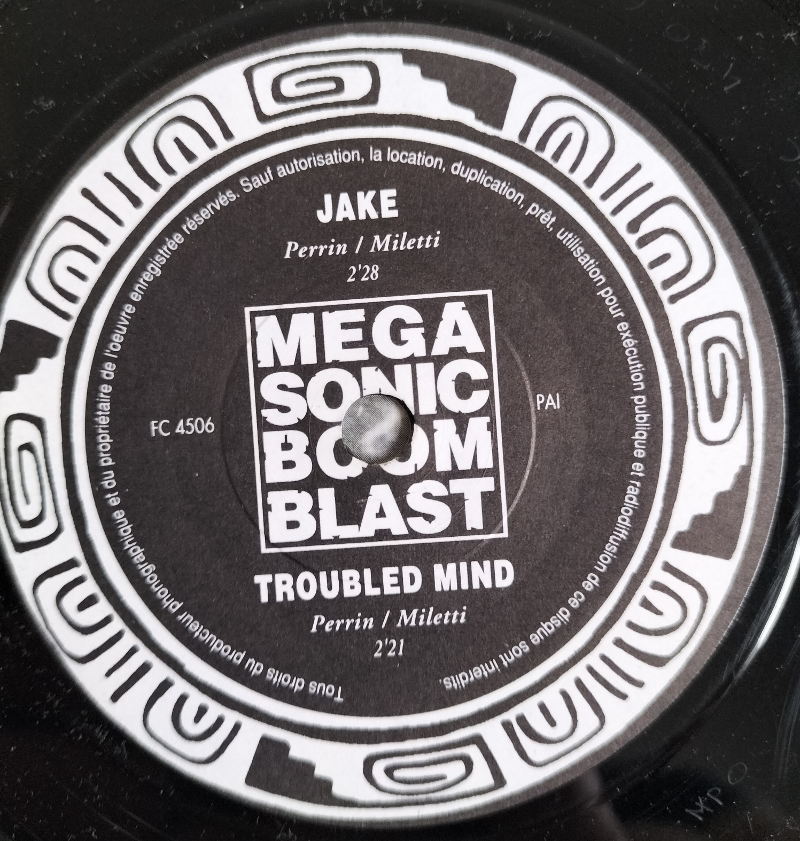 JAKE
Perrin / Miletti
2'28
MEGA
SONIC
BOOM
BLAST
FC 4506
PAI
TROUBLED MIND
Perrin / Miletti
2'21
Tous droits du producteur phonographique et du propriétaire de l'oeuvre enregistrée réservés. Sauf autorisation, la location, duplication, prêt, utilisation pour exécution publique et radiodiffusion de ce disque sont interdits.
MPO